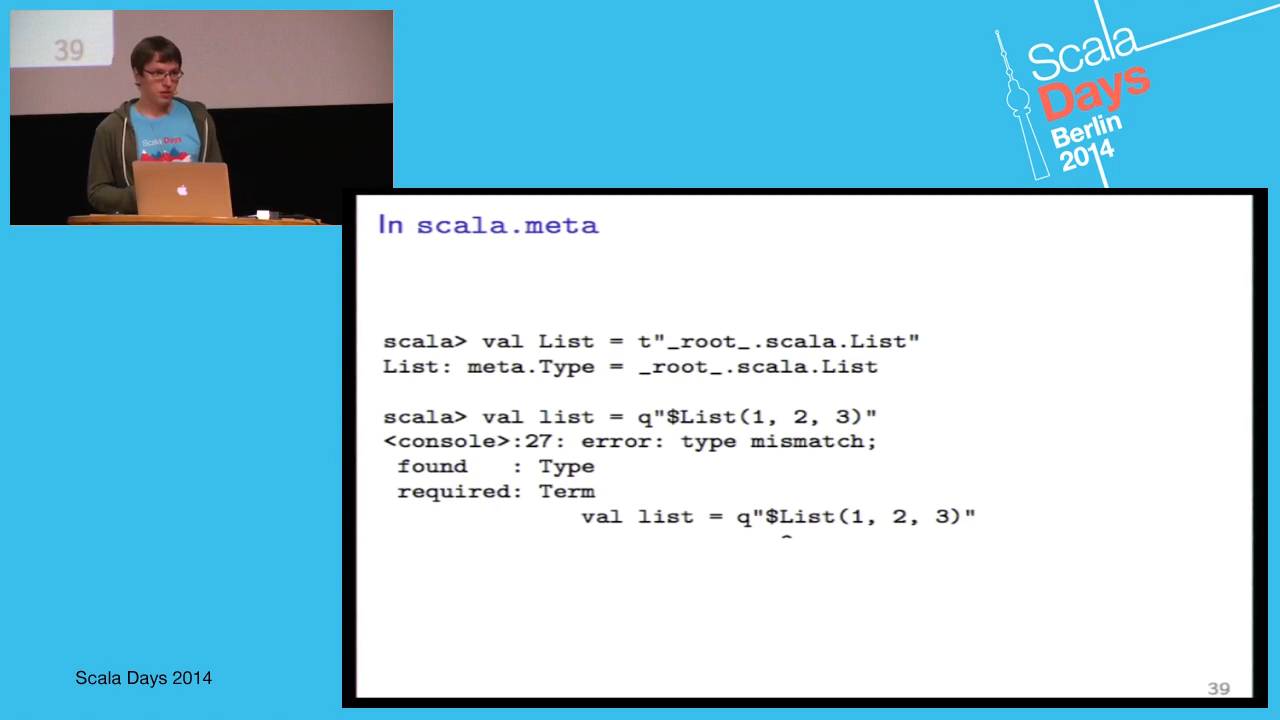 39
Scala Days
Scala
Days
Berlin
2014
In scala.meta
scala> val List = t"_root_.scala.List"
List: meta.Type = _root_.scala.List
scala> val list = q"$List(1, 2, 3)"
<console>:27: error: type mismatch;
found   : Type
required: Term
val list = q"$List(1, 2, 3)"
^
39
Scala Days 2014